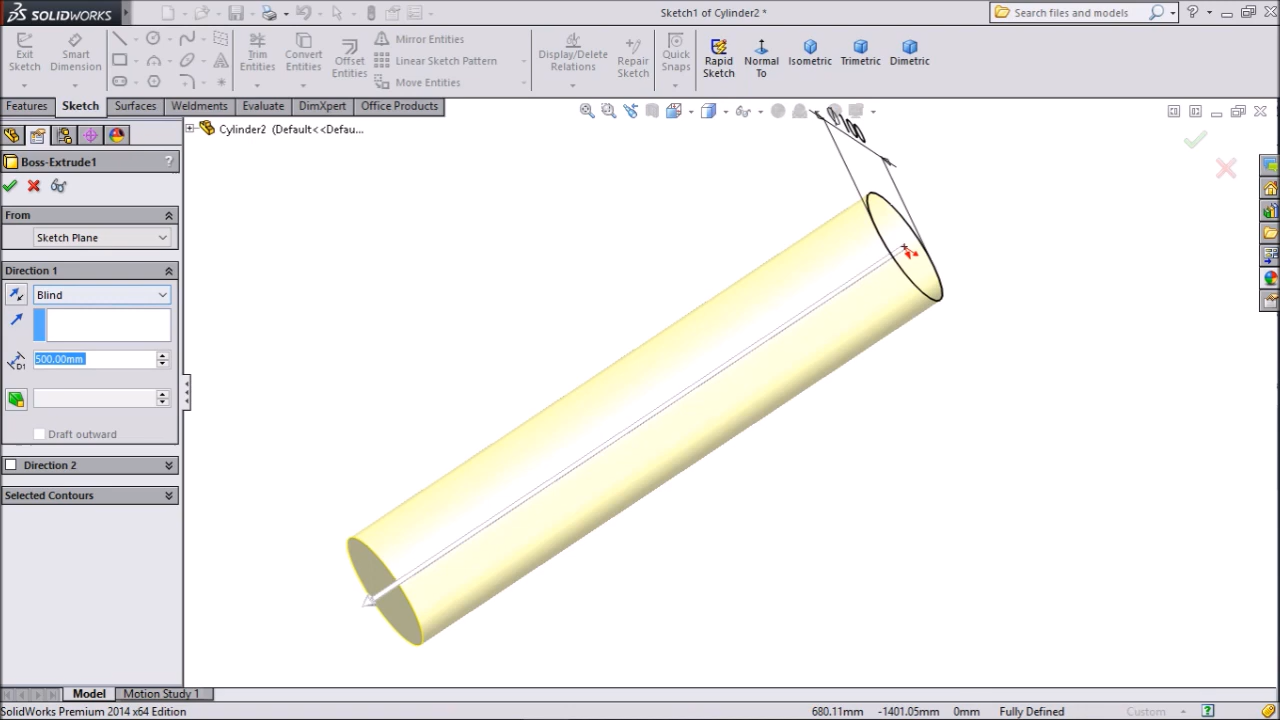 SOLIDWORKS
Sketch1 of Cylinder2 *
Search files and models
Exit Sketch
Smart Dimension
Trim Entities
Convert Entities
Offset Entities
Mirror Entities
Linear Sketch Pattern
Move Entities
Display/Delete Relations
Repair Sketch
Quick Snaps
Rapid Sketch
Normal To
Isometric
Trimetric
Dimetric
Features
Sketch
Surfaces
Weldments
Evaluate
DimXpert
Office Products
Cylinder2 (Default<<Defau...
Boss-Extrude1
?
From
Sketch Plane
Direction 1
Blind
D1
500.00mm
Draft outward
Direction 2
Selected Contours
Ø100
Model
Motion Study 1
SolidWorks Premium 2014 x64 Edition
680.11mm
-1401.05mm
0mm
Fully Defined
Custom